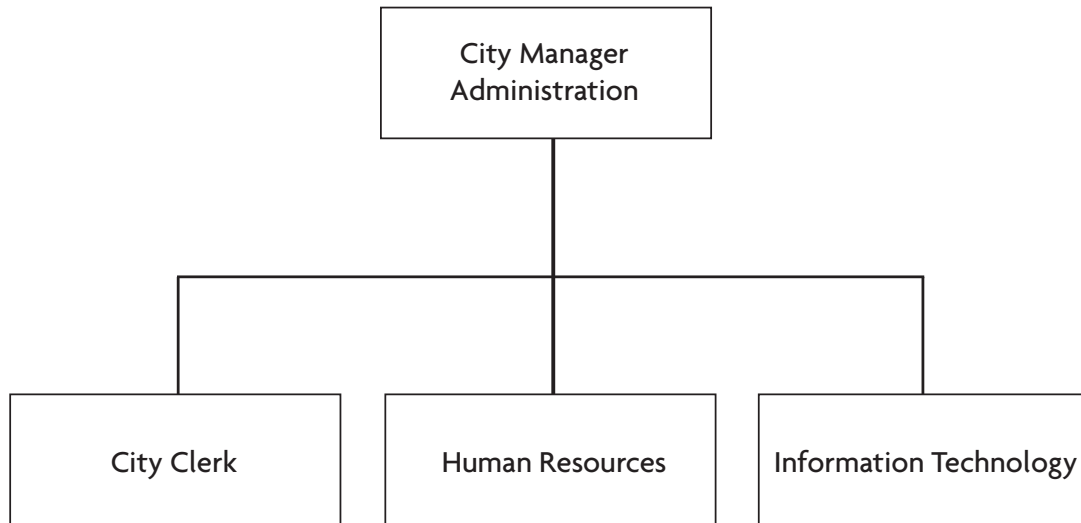 City Manager
Administration
City Clerk
Human Resources
Information Technology